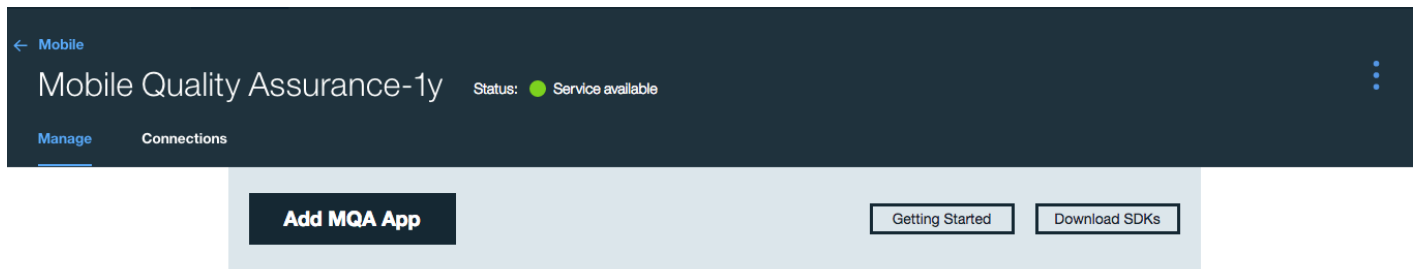 ← Mobile
Mobile Quality Assurance-1y Status: Service available
Manage Connections
Add MQA App Getting Started Download SDKs